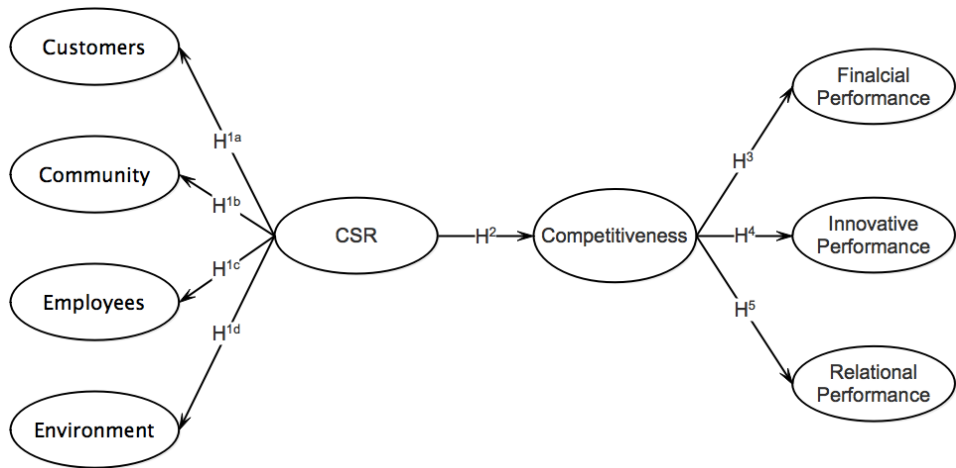 Customers
Community
Employees
Environment
H1a
H1b
H1c
H1d
CSR
H2
Competitiveness
H3
H4
H5
Finalcial
Performance
Innovative
Performance
Relational
Performance